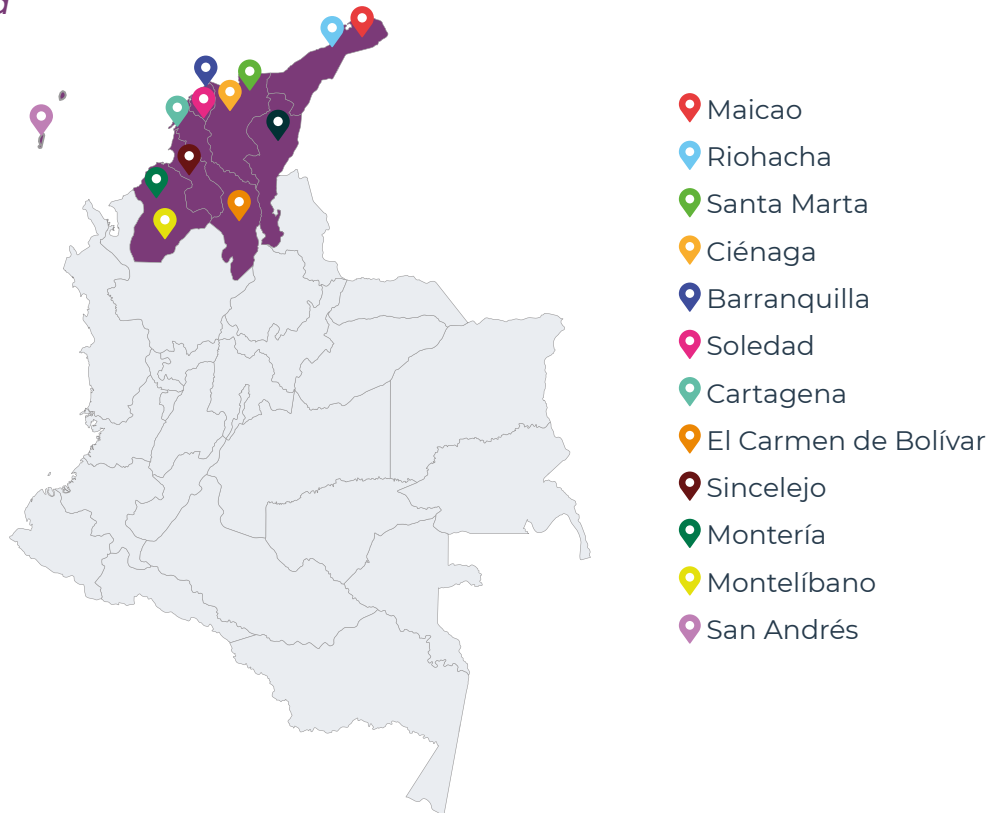 Maicao
Riohacha
Santa Marta
Ciénaga
Barranquilla
Soledad
Cartagena
El Carmen de Bolívar
Sincelejo
Montería
Montelíbano
San Andrés